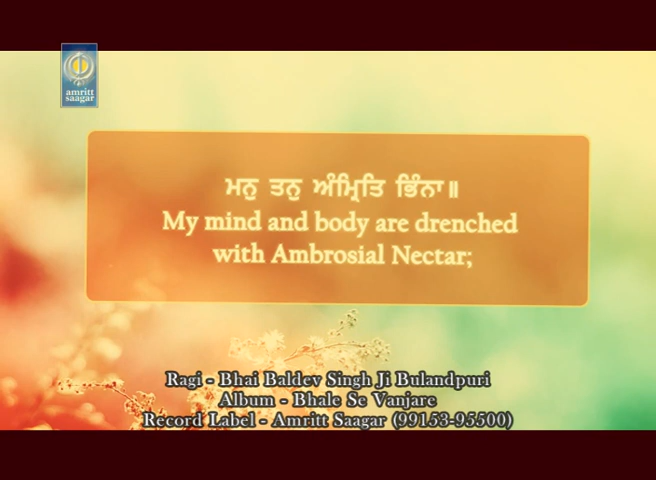 amritt
saagar
ਮਨੁ ਤਨੁ ਅੰਮ੍ਰਿਤਿ ਭਿੰਨਾ॥
My mind and body are drenched
with Ambrosial Nectar;
Ragi - Bhai Baldev Singh Ji Bulandpuri
Album - Bhale Se Vanjare
Record Label - Amritt Saagar (99153-95500)